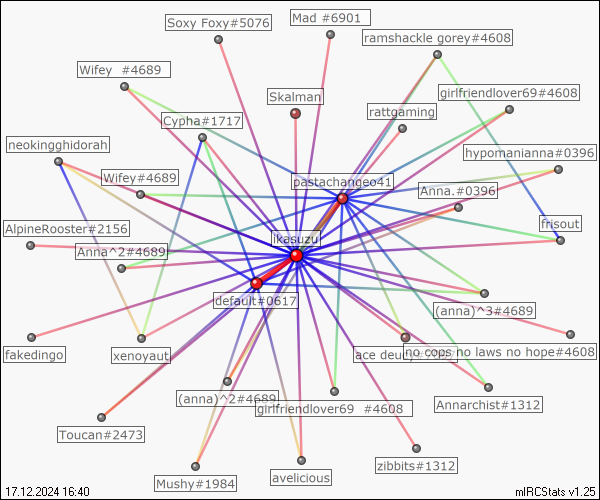 Soxy Foxy#5076
Mad #6901
ramshackle gorey#4608
Wifey #4689
Skalman
girlfriendlover69#4608
Cypha#1717
rattgaming
neokingghidorah
hypomanianna#0396
Wifey#4689
pastachangeo41
Anna.#0396
AlpineRooster#2156
ikasuzu
frisout
Anna^2#4689
default#0617
(anna)^3#4689
fakedingo
xenoyaut
ace
no cops no laws no hope#4608
(anna)^2#4689
girlfriendlover69 #4608
Annarchist#1312
Toucan#2473
Mushy#1984
avelicious
zibbits#1312
17.12.2024 16:40
mIRCStats v1.25